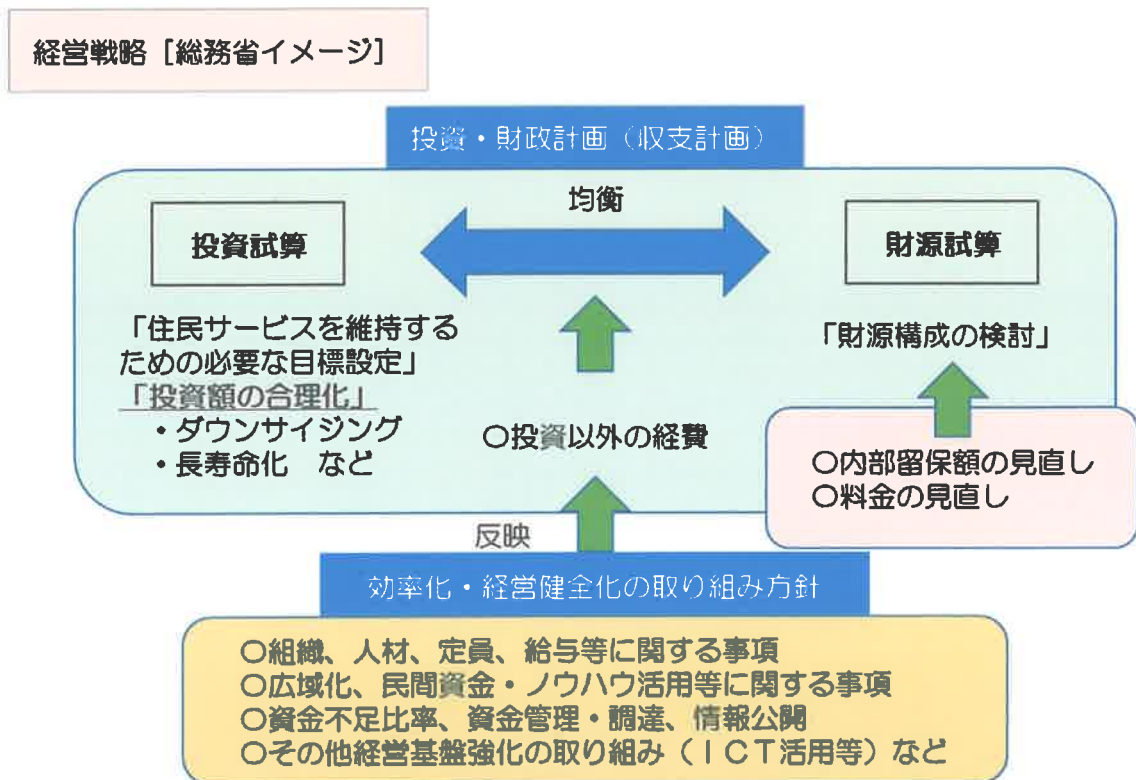 経営戦略［総務省イメージ］
投資・財政計画（収支計画）
均衡
投資試算
財源試算
「住民サービスを維持する
ための必要な目標設定」
「投資額の合理化」
・ダウンサイジング
・長寿命化　など
〇投資以外の経費
「財源構成の検討」
〇内部留保額の見直し
〇料金の見直し
反映
効率化・経営健全化の取り組み方針
〇組織、人材、定員、給与等に関する事項
〇広域化、民間資金・ノウハウ活用等に関する事項
〇資金不足比率、資金管理・調達、情報公開
〇その他経営基盤強化の取り組み（ＩＣＴ活用等）など